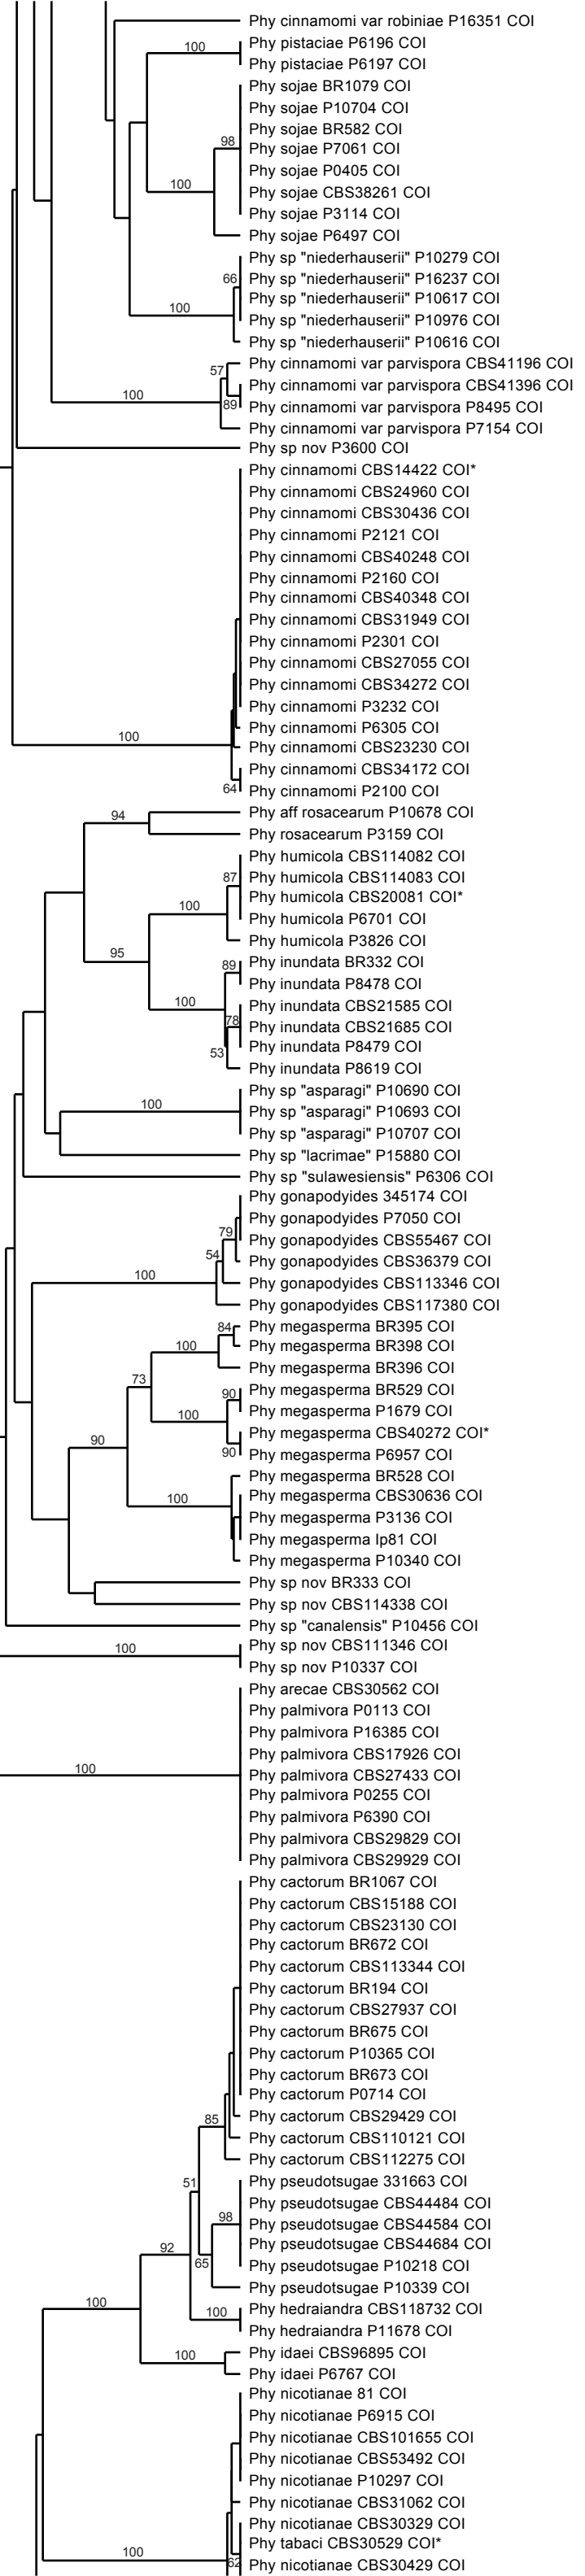 Phy cinnamomi var robiniae P16351 COI
100
Phy pistaciae P6196 COI
Phy pistaciae P6197 COI
Phy sojae BR1079 COI
Phy sojae P10704 COI
Phy sojae BR582 COI
98
Phy sojae P7061 COI
Phy sojae P0405 COI
100
Phy sojae CBS38261 COI
Phy sojae P3114 COI
Phy sojae P6497 COI
Phy sp "niederhauserii" P10279 COI
66
Phy sp "niederhauserii" P16237 COI
Phy sp "niederhauserii" P10617 COI
100
Phy sp "niederhauserii" P10976 COI
Phy sp "niederhauserii" P10616 COI
57
Phy cinnamomi var parvispora CBS41196 COI
Phy cinnamomi var parvispora CBS41396 COI
100
89
Phy cinnamomi var parvispora P8495 COI
Phy cinnamomi var parvispora P7154 COI
Phy sp nov P3600 COI
Phy cinnamomi CBS14422 COI*
Phy cinnamomi CBS24960 COI
Phy cinnamomi CBS30436 COI
Phy cinnamomi P2121 COI
Phy cinnamomi CBS40248 COI
Phy cinnamomi P2160 COI
Phy cinnamomi CBS40348 COI
Phy cinnamomi CBS31949 COI
Phy cinnamomi P2301 COI
Phy cinnamomi CBS27055 COI
Phy cinnamomi CBS34272 COI
Phy cinnamomi P3232 COI
Phy cinnamomi P6305 COI
100
Phy cinnamomi CBS23230 COI
Phy cinnamomi CBS34172 COI
64
Phy cinnamomi P2100 COI
94
Phy aff rosacearum P10678 COI
Phy rosacearum P3159 COI
Phy humicola CBS114082 COI
87
Phy humicola CBS114083 COI
Phy humicola CBS20081 COI*
100
Phy humicola P6701 COI
Phy humicola P3826 COI
95
89
Phy inundata BR332 COI
Phy inundata P8478 COI
100
Phy inundata CBS21585 COI
78
Phy inundata CBS21685 COI
53
Phy inundata P8479 COI
Phy inundata P8619 COI
Phy sp "asparagi" P10690 COI
100
Phy sp "asparagi" P10693 COI
Phy sp "asparagi" P10707 COI
Phy sp "lacrimae" P15880 COI
Phy sp "sulawesiensis" P6306 COI
Phy gonapodyides 345174 COI
Phy gonapodyides P7050 COI
79
Phy gonapodyides CBS55467 COI
54
Phy gonapodyides CBS36379 COI
100
Phy gonapodyides CBS113346 COI
Phy gonapodyides CBS117380 COI
84
Phy megasperma BR395 COI
100
Phy megasperma BR398 COI
Phy megasperma BR396 COI
73
90
Phy megasperma BR529 COI
100
Phy megasperma P1679 COI
Phy megasperma CBS40272 COI*
90
90
Phy megasperma P6957 COI
Phy megasperma BR528 COI
100
Phy megasperma CBS30636 COI
Phy megasperma P3136 COI
Phy megasperma Ip81 COI
Phy megasperma P10340 COI
Phy sp nov BR333 COI
Phy sp nov CBS114338 COI
Phy sp "canalensis" P10456 COI
100
Phy sp nov CBS111346 COI
Phy sp nov P10337 COI
Phy arecae CBS30562 COI
Phy palmivora P0113 COI
Phy palmivora P16385 COI
Phy palmivora CBS17926 COI
100
Phy palmivora CBS27433 COI
Phy palmivora P0255 COI
Phy palmivora P6390 COI
Phy palmivora CBS29829 COI
Phy palmivora CBS29929 COI
Phy cactorum BR1067 COI
Phy cactorum CBS15188 COI
Phy cactorum CBS23130 COI
Phy cactorum BR672 COI
Phy cactorum CBS113344 COI
Phy cactorum BR194 COI
Phy cactorum CBS27937 COI
Phy cactorum BR675 COI
Phy cactorum P10365 COI
Phy cactorum BR673 COI
Phy cactorum P0714 COI
85
Phy cactorum CBS29429 COI
Phy cactorum CBS110121 COI
Phy cactorum CBS112275 COI
51
Phy pseudotsugae 331663 COI
Phy pseudotsugae CBS44484 COI
98
Phy pseudotsugae CBS44584 COI
92
Phy pseudotsugae CBS44684 COI
65
Phy pseudotsugae P10218 COI
Phy pseudotsugae P10339 COI
100
100
Phy hedraiandra CBS118732 COI
Phy hedraiandra P11678 COI
100
Phy idaei CBS96895 COI
Phy idaei P6767 COI
Phy nicotianae 81 COI
Phy nicotianae P6915 COI
Phy nicotianae CBS101655 COI
Phy nicotianae CBS53492 COI
Phy nicotianae P10297 COI
Phy nicotianae CBS31062 COI
Phy nicotianae CBS30329 COI
Phy tabaci CBS30529 COI*
100
62
Phy nicotianae CBS30429 COI